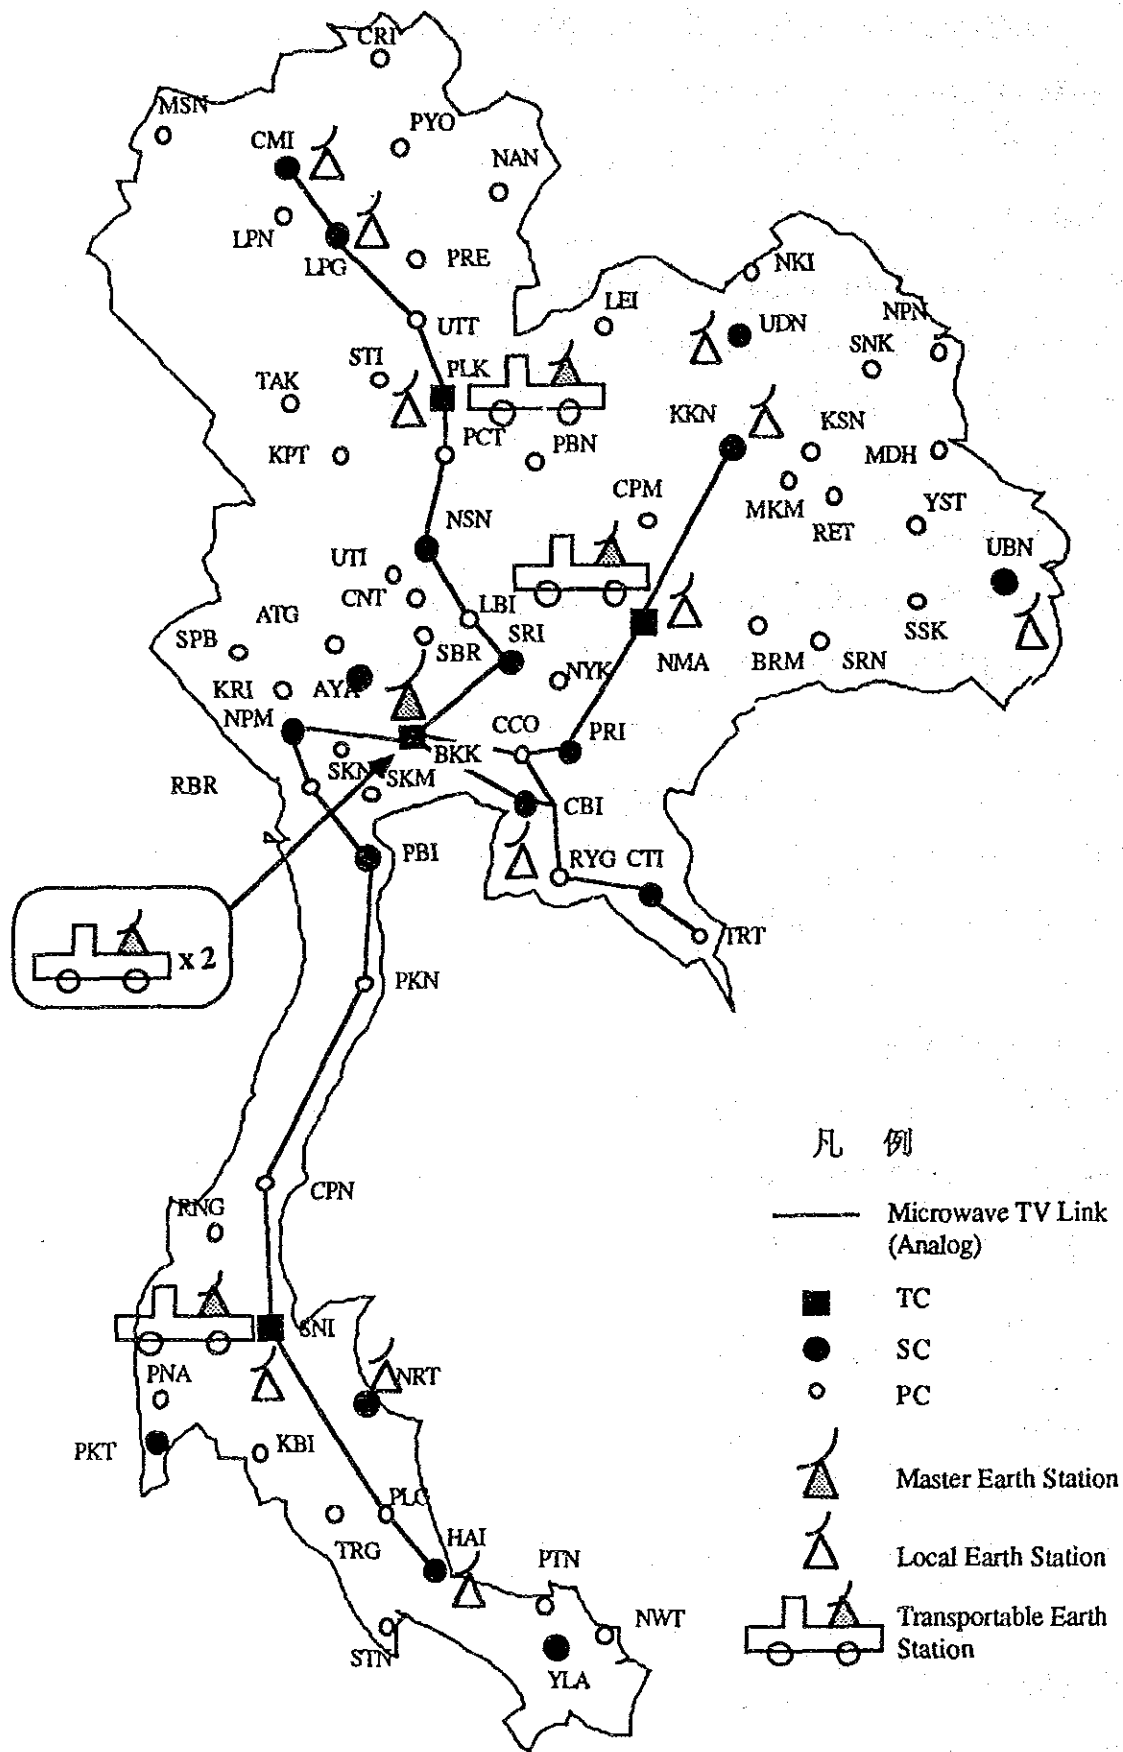 CRI
MSN
PYO
CMI
NAN
LPN
LPG
PRE
NKI
LEI
NPN
UTT
UDN
STI
SNK
PLK
TAK
KKN
KSN
PCT
PBN
KPT
MDH
CPM
MKM
YST
NSN
RET
UTI
UBN
CNT
LBI
ATG
SPB
SBR
SRI
SSK
NYK
NMA
BRM
SRN
KRI
AYA
NPM
CCO
PRI
BKK
SKN
SKM
RBR
CBI
PBI
RYG
CTI
TRT
x 2
PKN
凡 例
CPN
RNG
Microwave TV Link
(Analog)
TC
SNI
SC
PNA
NRT
PC
PKT
KBI
Master Earth Station
PLG
TRG
HAI
PTN
Local Earth Station
NWT
Transportable Earth
Station
STN
YLA